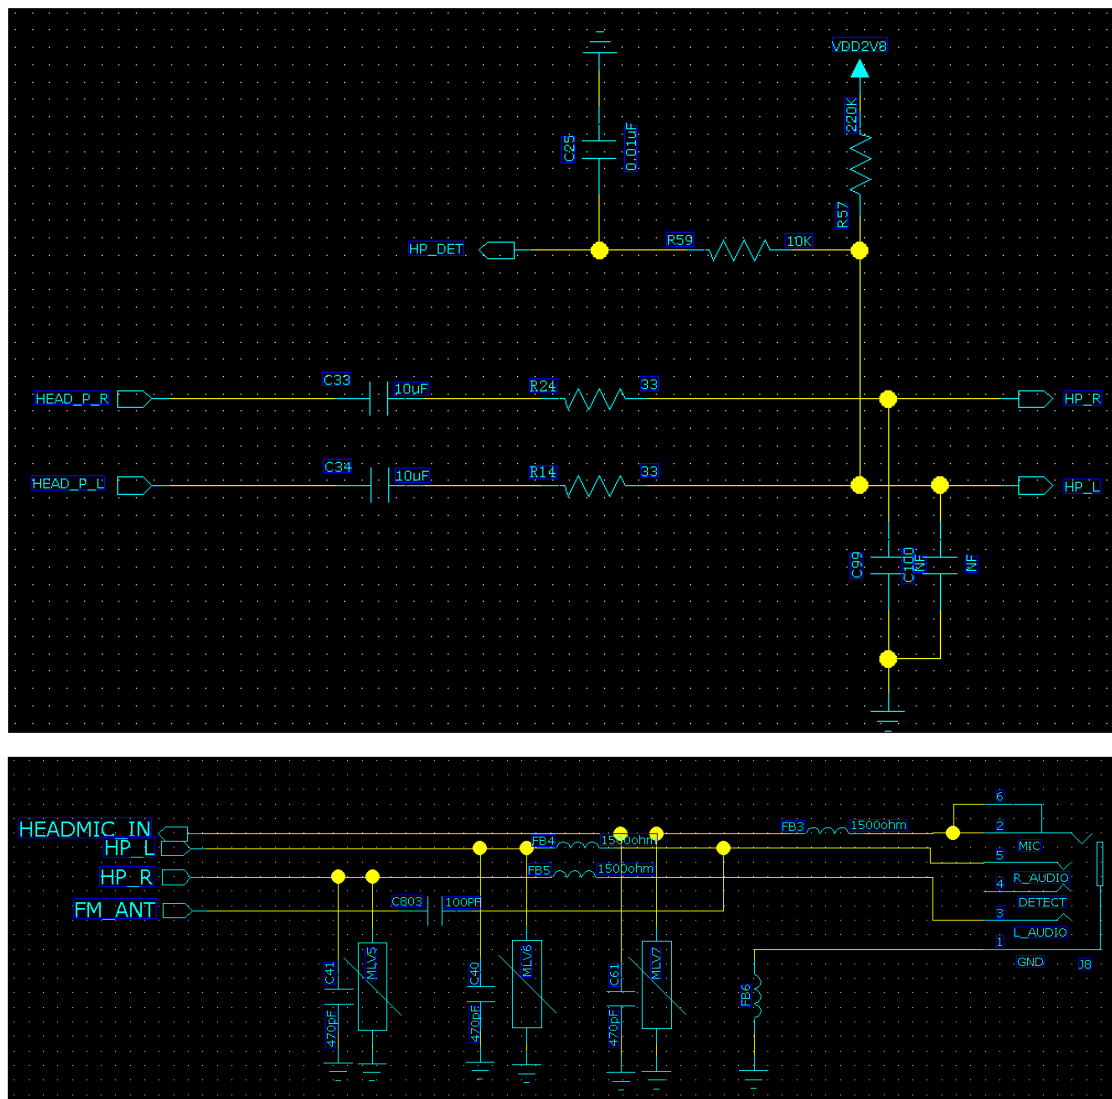 VDD2V8
220K
C25
0.01uF
R57
HP_DET
R59
10K
C33
10uF
R24
33
HEAD_P_R
HP_R
C34
10uF
R14
33
HEAD_P_L
HP_L
C99
NF
C100
NF
6
HEADMIC_IN
FB3
1500ohm
2
MIC
HP_L
FB4
1500ohm
5
HP_R
FB5
1500ohm
R_AUDIO
4
DETECT
FM_ANT
C803
100PF
3
L_AUDIO
1
GND
J8
C41
470pF
MLV5
C40
470pF
MLV6
C61
470pF
MLV7
FB6